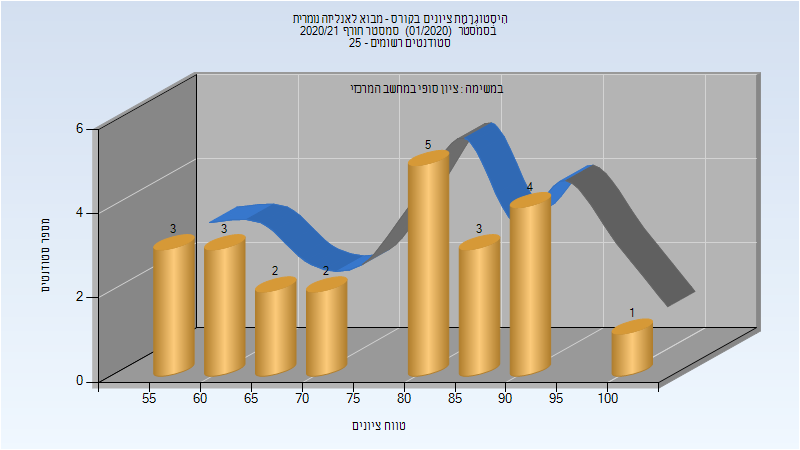 היסטוגרמת ציונים בקורס - מבוא לאנליזה נומרית
בסמסטר (01/2020) סמסטר חורף 2020/21
סטודנטים רשומים - 25
במשימה : ציון סופי במחשב המרכזי
מספר סטודנטים
6
4
2
0
3
3
2
2
5
3
4
1
55 60 65 70 75 80 85 90 95 100
טווח ציונים